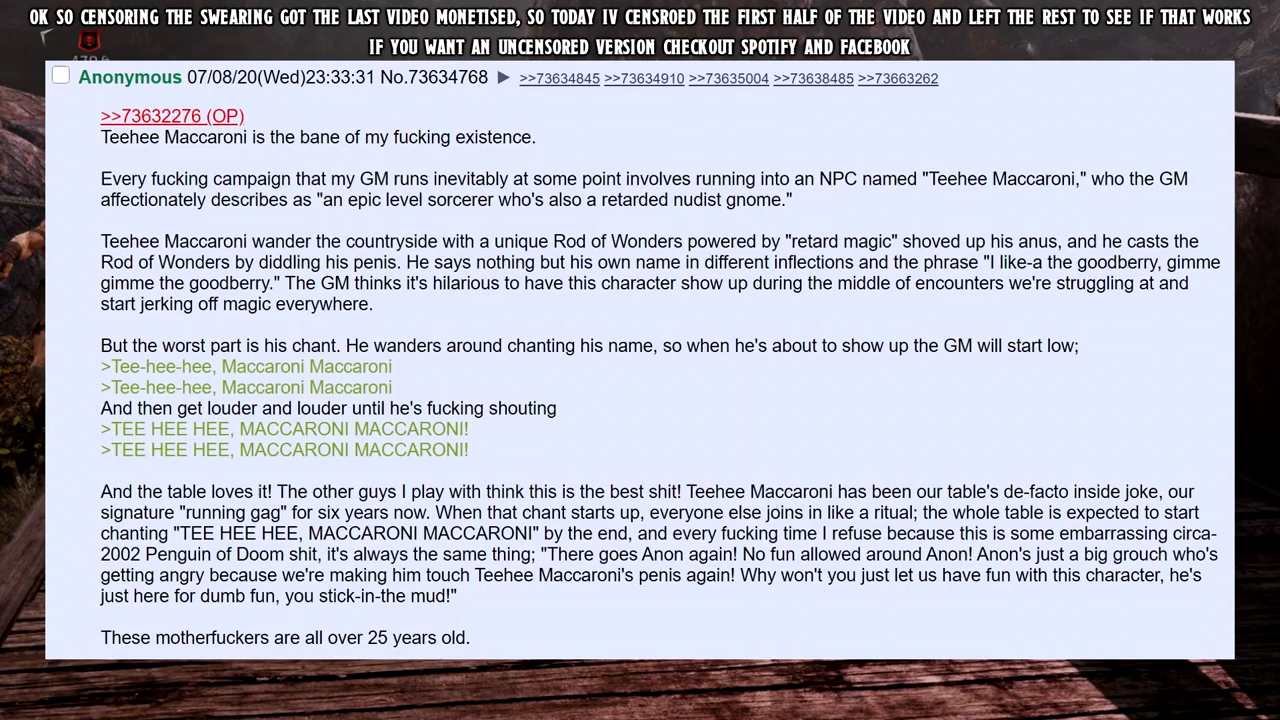 OK SO CENSORING THE SWEARING GOT THE LAST VIDEO MONETISED, SO TODAY IV CENSROED THE FIRST HALF OF THE VIDEO AND LEFT THE REST TO SEE IF THAT WORKS
IF YOU WANT AN UNCENSORED VERSION CHECKOUT SPOTIFY AND FACEBOOK
Anonymous 07/08/20(Wed)23:33:31 No.73634768 ▶ >>73634845 >>73634910 >>73635004 >>73638485 >>73663262
>>73632276 (OP)
Teehee Maccaroni is the bane of my fucking existence.
Every fucking campaign that my GM runs inevitably at some point involves running into an NPC named "Teehee Maccaroni," who the GM
affectionately describes as "an epic level sorcerer who's also a retarded nudist gnome."
Teehee Maccaroni wander the countryside with a unique Rod of Wonders powered by "retard magic" shoved up his anus, and he casts the
Rod of Wonders by diddling his penis. He says nothing but his own name in different inflections and the phrase "I like-a the goodberry, gimme
gimme the goodberry." The GM thinks it's hilarious to have this character show up during the middle of encounters we're struggling at and
start jerking off magic everywhere.
But the worst part is his chant. He wanders around chanting his name, so when he's about to show up the GM will start low;
>Tee-hee-hee, Maccaroni Maccaroni
>Tee-hee-hee, Maccaroni Maccaroni
And then get louder and louder until he's fucking shouting
>TEE HEE HEE, MACCARONI MACCARONI!
>TEE HEE HEE, MACCARONI MACCARONI!
And the table loves it! The other guys I play with think this is the best shit! Teehee Maccaroni has been our table's de-facto inside joke, our
signature "running gag" for six years now. When that chant starts up, everyone else joins in like a ritual; the whole table is expected to start
chanting "TEE HEE HEE, MACCARONI MACCARONI" by the end, and every fucking time I refuse because this is some embarrassing circa-
2002 Penguin of Doom shit, it's always the same thing; "There goes Anon again! No fun allowed around Anon! Anon's just a big grouch who's
getting angry because we're making him touch Teehee Maccaroni's penis again! Why won't you just let us have fun with this character, he's
just here for dumb fun, you stick-in-the mud!"
These motherfuckers are all over 25 years old.